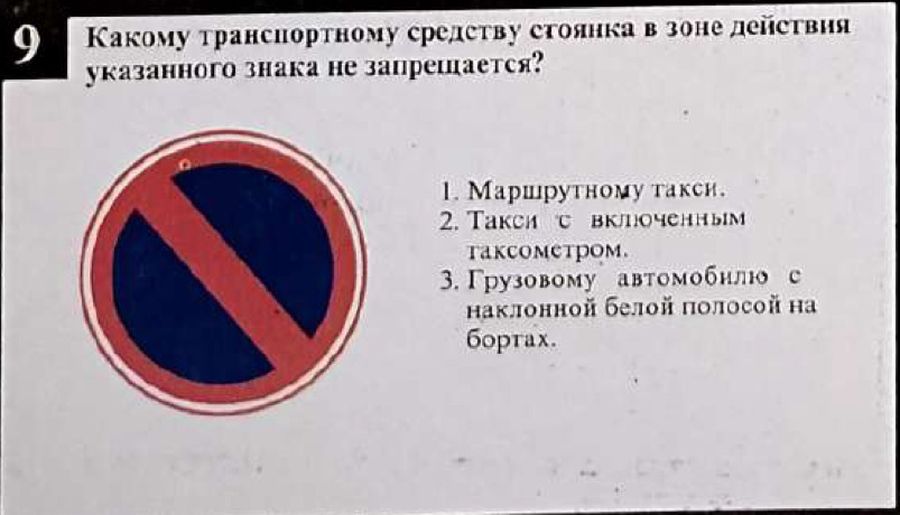 9
Какому транспортному средству стоянка в зоне действия
указанного знака не запрещается?
1. Маршрутному такси.
2. Такси с включенным
таксометром.
3. Грузовому автомобилю с
наклонной белой полосой на
бортах.